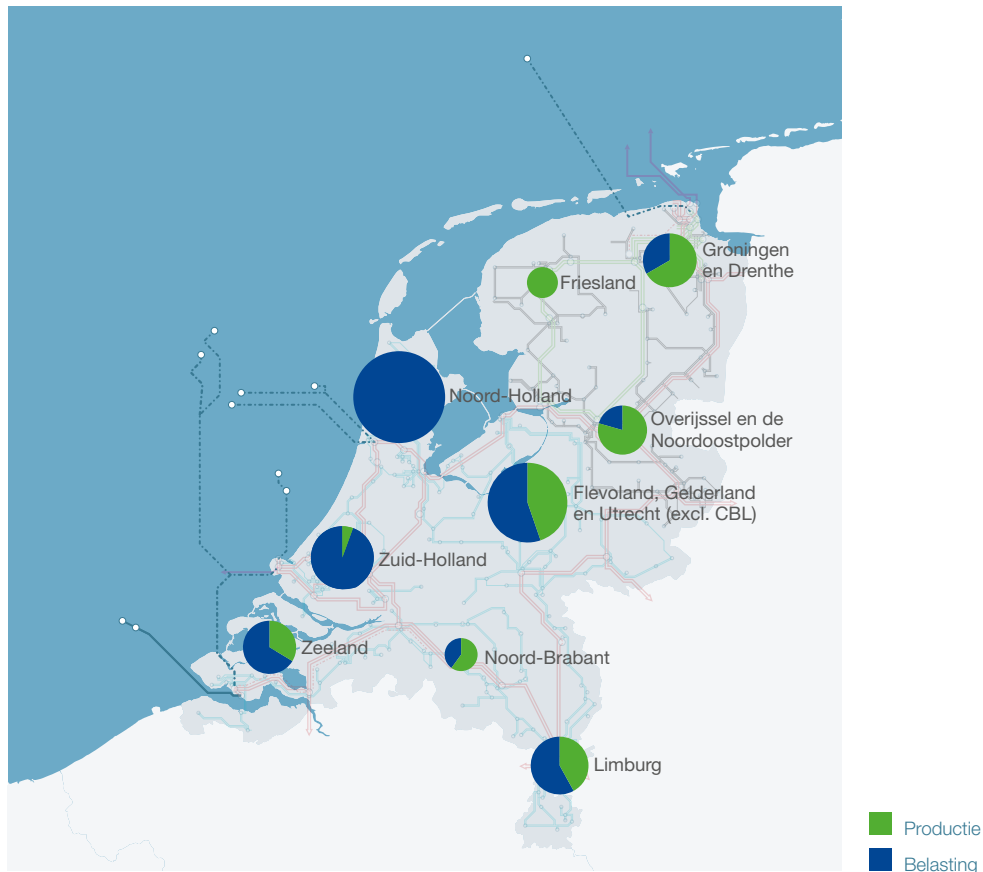 Groningen
en Drenthe
Friesland
Noord-Holland
Overijssel en de
Noordoostpolder
Flevoland, Gelderland
en Utrecht (excl. CBL)
Zuid-Holland
Zeeland
Noord-Brabant
Limburg
Productie
Belasting